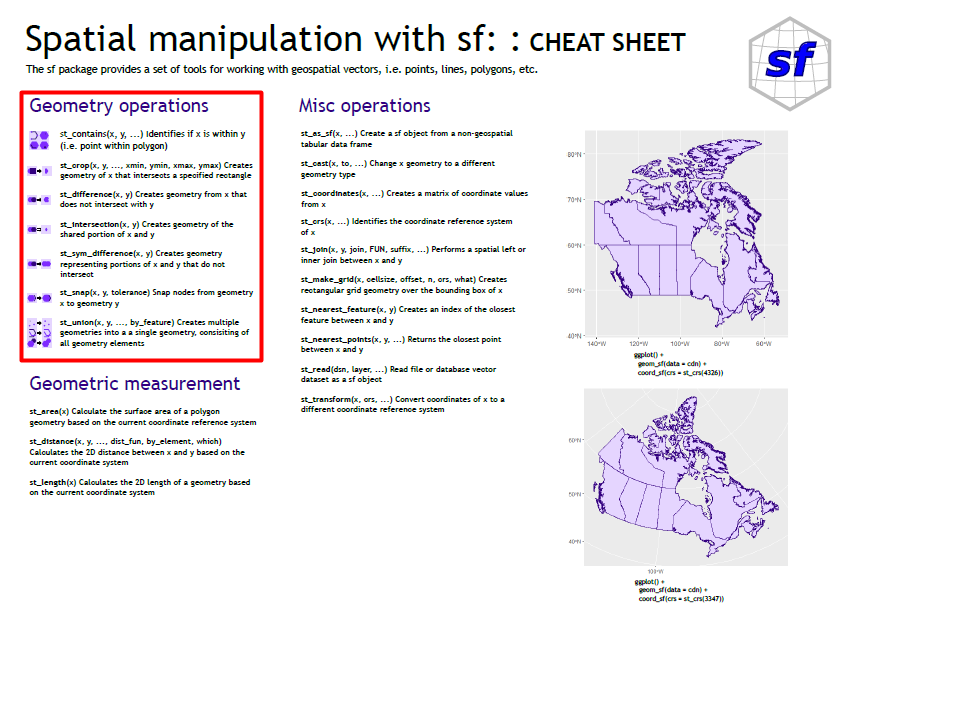 Spatial manipulation with sf: : CHEAT SHEET
The sf package provides a set of tools for working with geospatial vectors, i.e. points, lines, polygons, etc.
sf
Geometry operations
st_contains(x, y, ...) Identifies if x is within y
(i.e. point within polygon)
st_crop(x, y, ..., xmin, ymin, xmax, ymax) Creates
geometry of x that intersects a specified rectangle
st_difference(x, y) Creates geometry from x that
does not intersect with y
st_intersection(x, y) Creates geometry of the
shared portion of x and y
st_sym_difference(x, y) Creates geometry
representing portions of x and y that do not
intersect
st_snap(x, y, tolerance) Snap nodes from geometry
x to geometry y
st_union(x, y, ..., by_feature) Creates multiple
geometries into a a single geometry, consisiting of
all geometry elements
Geometric measurement
st_area(x) Calculate the surface area of a polygon
geometry based on the current coordinate reference system
st_distance(x, y, ..., dist_fun, by_element, which)
Calculates the 2D distance between x and y based on the
current coordinate system
st_length(x) Calculates the 2D length of a geometry based
on the current coordinate system
Misc operations
st_as_sf(x, ...) Create a sf object from a non-geospatial
tabular data frame
st_cast(x, to, ...) Change x geometry to a different
geometry type
st_coordinates(x, ...) Creates a matrix of coordinate values
from x
st_crs(x, ...) Identifies the coordinate reference system
of x
st_join(x, y, join, FUN, suffix, ...) Performs a spatial left or
inner join between x and y
st_make_grid(x, cellsize, offset, n, crs, what) Creates
rectangular grid geometry over the bounding box of x
st_nearest_feature(x, y) Creates an index of the closest
feature between x and y
st_nearest_points(x, y, ...) Returns the closest point
between x and y
st_read(dsn, layer, ...) Read file or database vector
dataset as a sf object
st_transform(x, crs, ...) Convert coordinates of x to a
different coordinate reference system
80°N
70°N
60°N
50°N
40°N
140°W 120°W 100°W 80°W 60°W
ggplot() +
geom_sf(data = cdn) +
coord_sf(crs = st_crs(4326))
60°N
50°N
40°N
100°W
ggplot() +
geom_sf(data = cdn) +
coord_sf(crs = st_crs(3347))